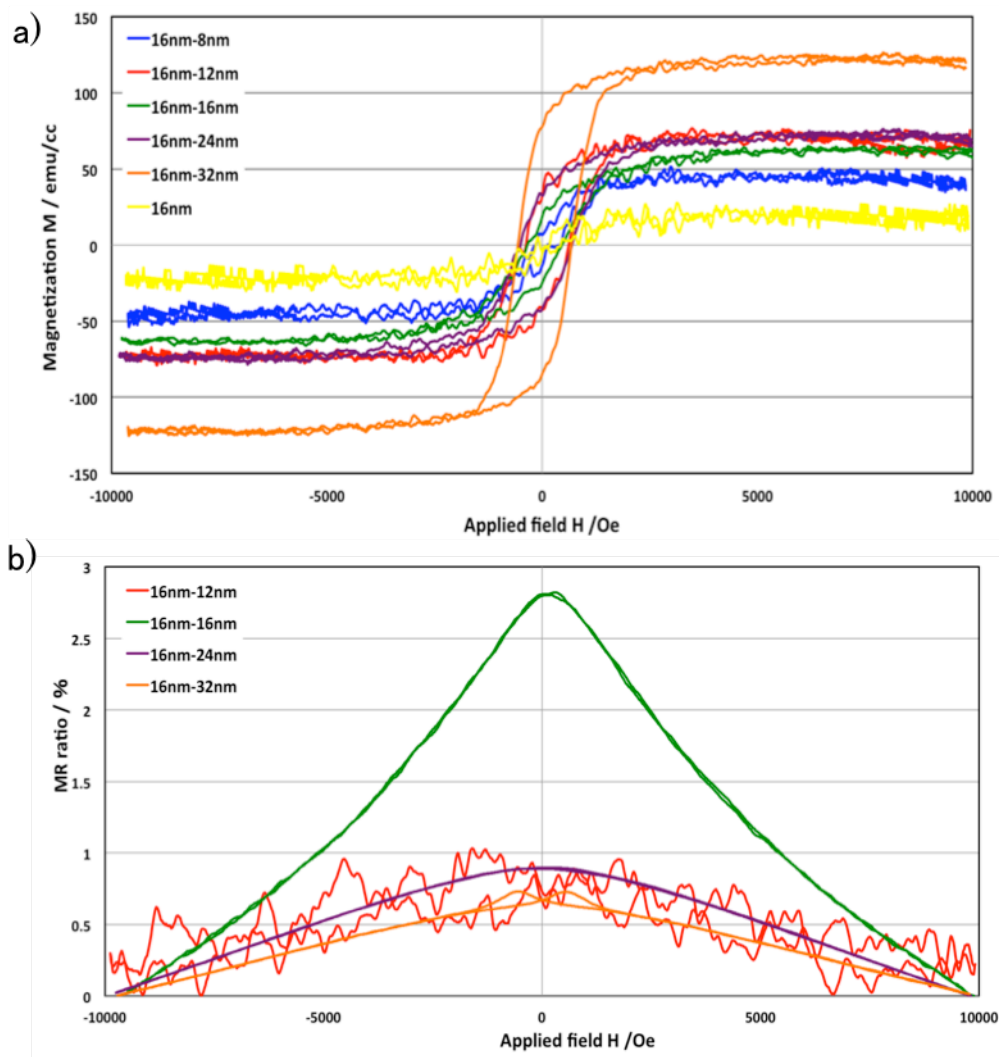 a)
150
100
50
0
-50
-100
-150
Magnetization M / emu/cc
16nm-8nm
16nm-12nm
16nm-16nm
16nm-24nm
16nm-32nm
16nm
-10000 -5000 0 5000 10000
Applied field H /Oe
b)
3
2.5
2
1.5
1
0.5
0
MR ratio / %
16nm-12nm
16nm-16nm
16nm-24nm
16nm-32nm
-10000 -5000 0 5000 10000
Applied field H /Oe